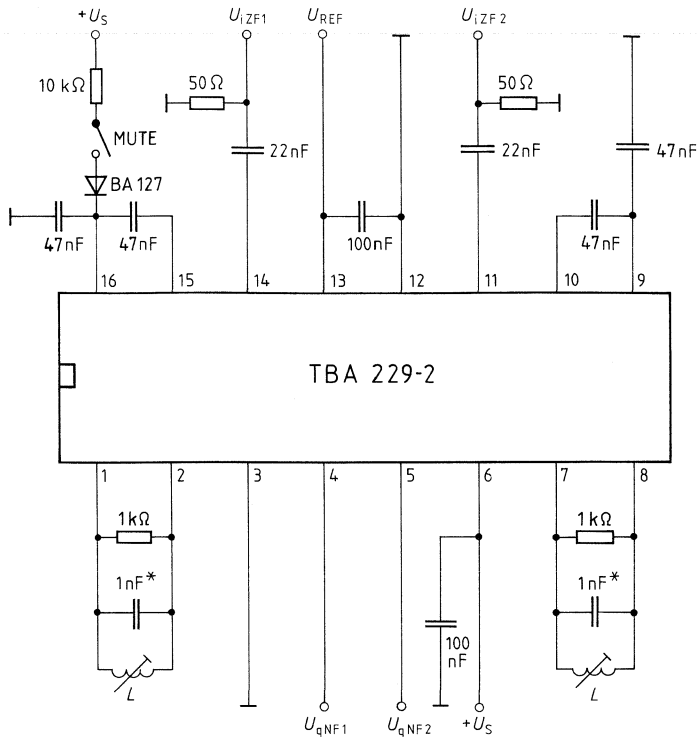 +U_S
U_iZF1
U_REF
U_iZF2
10 kΩ
50Ω
50Ω
MUTE
22nF
22nF
47nF
BA 127
47nF
47nF
100nF
47nF
16
15
14
13
12
11
10
9
TBA 229-2
1
2
3
4
5
6
7
8
1kΩ
1kΩ
1nF*
1nF*
100
nF
L
L
U_qNF1
U_qNF2
+U_S